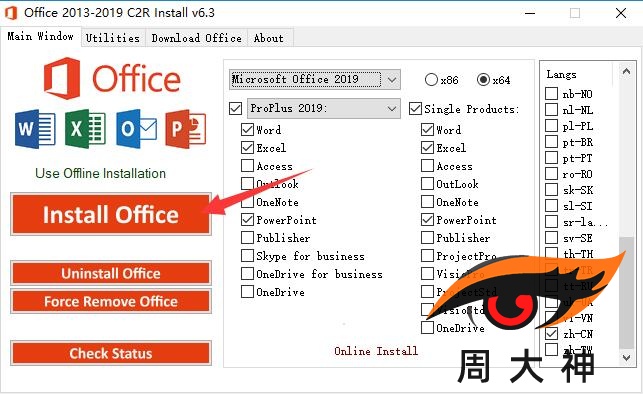 Office 2013-2019 C2R Install v6.3
Main Window
Utilities
Download Office
About
Office
W
X
O
P
Use Offline Installation
Install Office
Uninstall Office
Force Remove Office
Check Status
Microsoft Office 2019
x86
x64
ProPlus 2019:
Word
Excel
Access
OutLook
OneNote
PowerPoint
Publisher
Skype for business
OneDrive for business
OneDrive
Single Products:
Word
Excel
Access
OutLook
OneNote
PowerPoint
Publisher
ProjectPro
VisioPro
ProjectStd
VisioStd
OneDrive
Online Install
Langs
nb-NO
nl-NL
pl-PL
pt-BR
pt-PT
ro-RO
sk-SK
sl-SI
sr-la...
sv-SE
th-TH
vi-VN
zh-CN
zh-TW
周大神